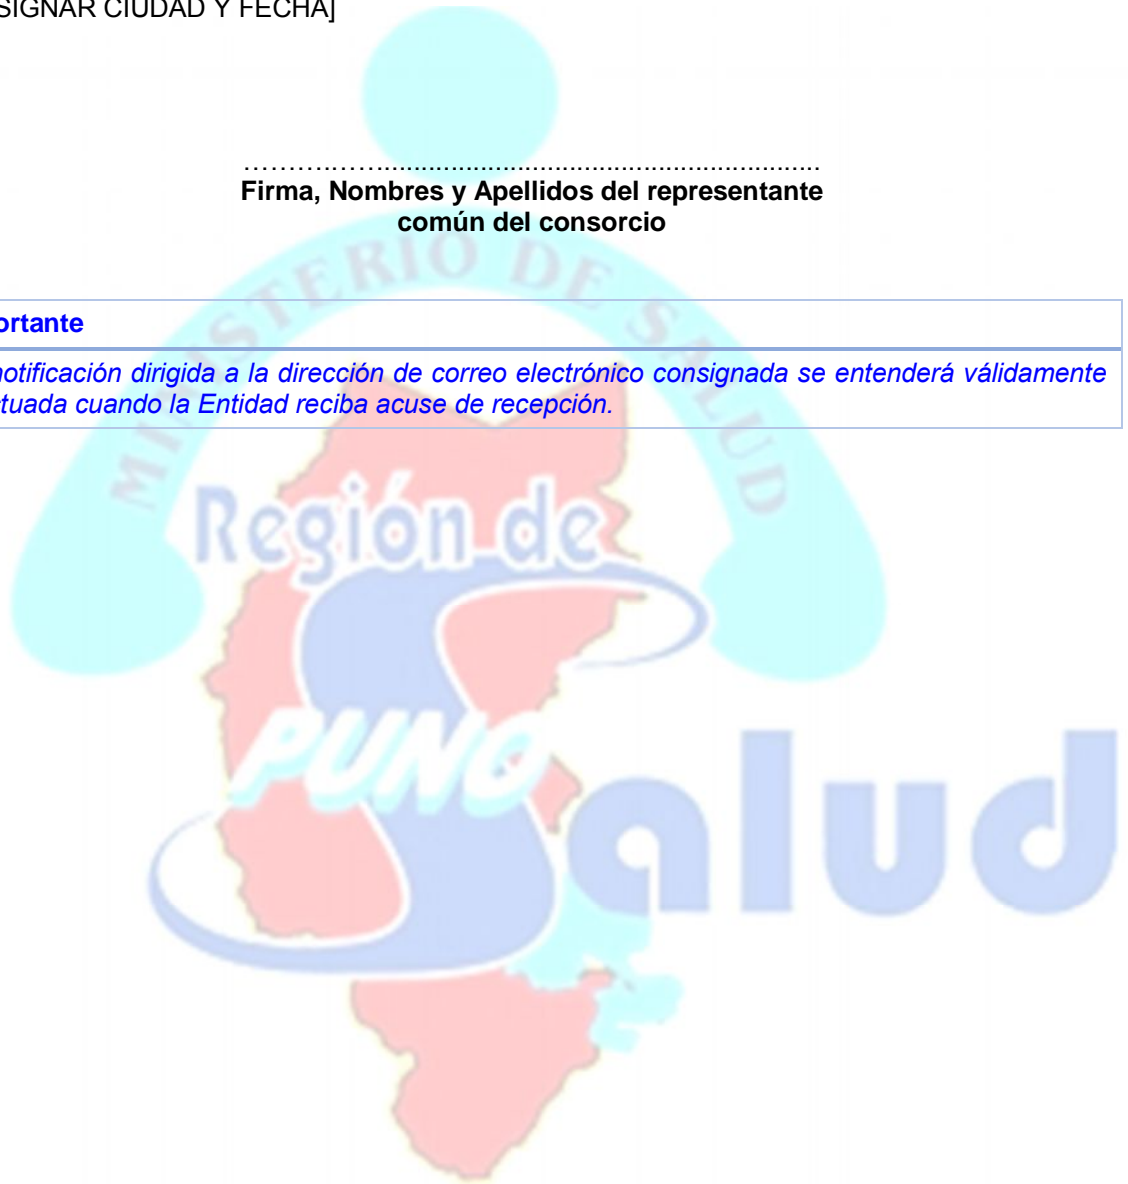 SIGNAR CIUDAD Y FECHA]
………..…….............................................................
Firma, Nombres y Apellidos del representante
común del consorcio
MINISTERIO DE SALUD
ortante
notificación dirigida a la dirección de correo electrónico consignada se entenderá válidamente
ctuada cuando la Entidad reciba acuse de recepción.
Región de
PUNO
Salud